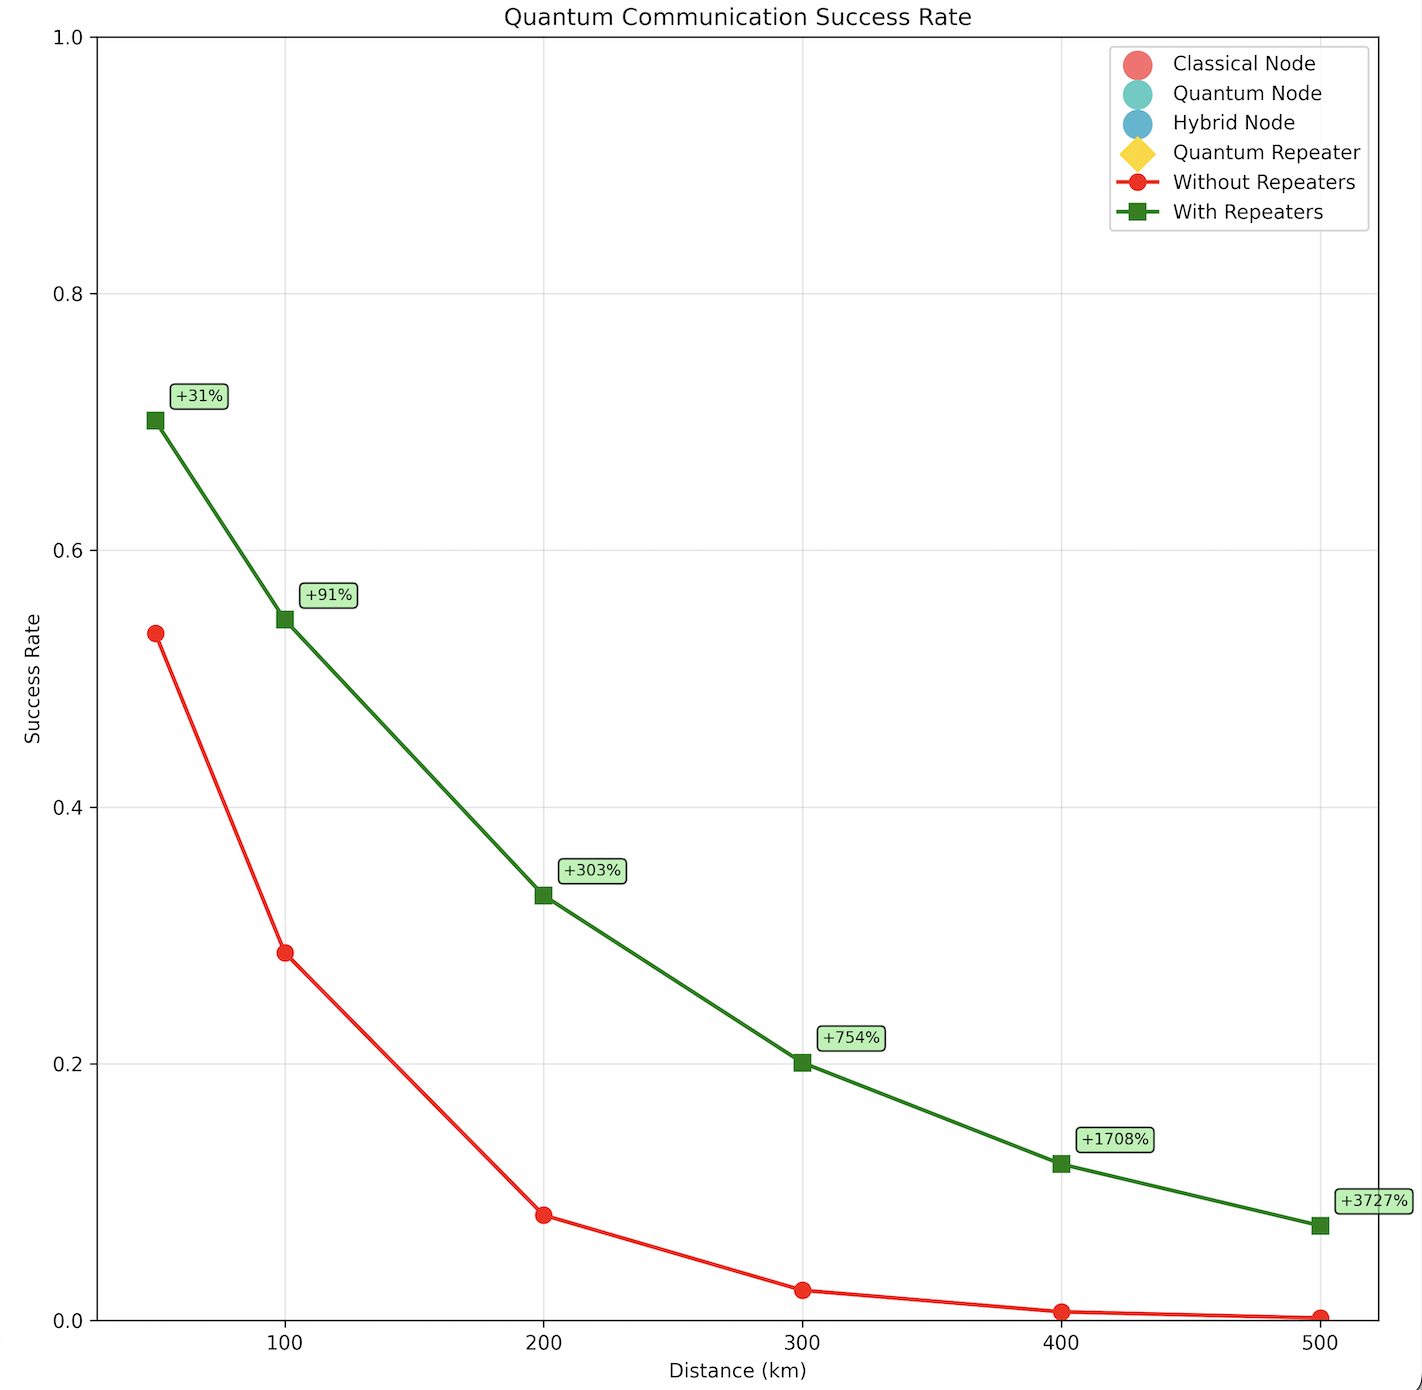 Quantum Communication Success Rate
1.0
0.8
0.6
0.4
0.2
0.0
Success Rate
Classical Node
Quantum Node
Hybrid Node
Quantum Repeater
Without Repeaters
With Repeaters
+31%
+91%
+303%
+754%
+1708%
+3727%
100
200
300
400
500
Distance (km)